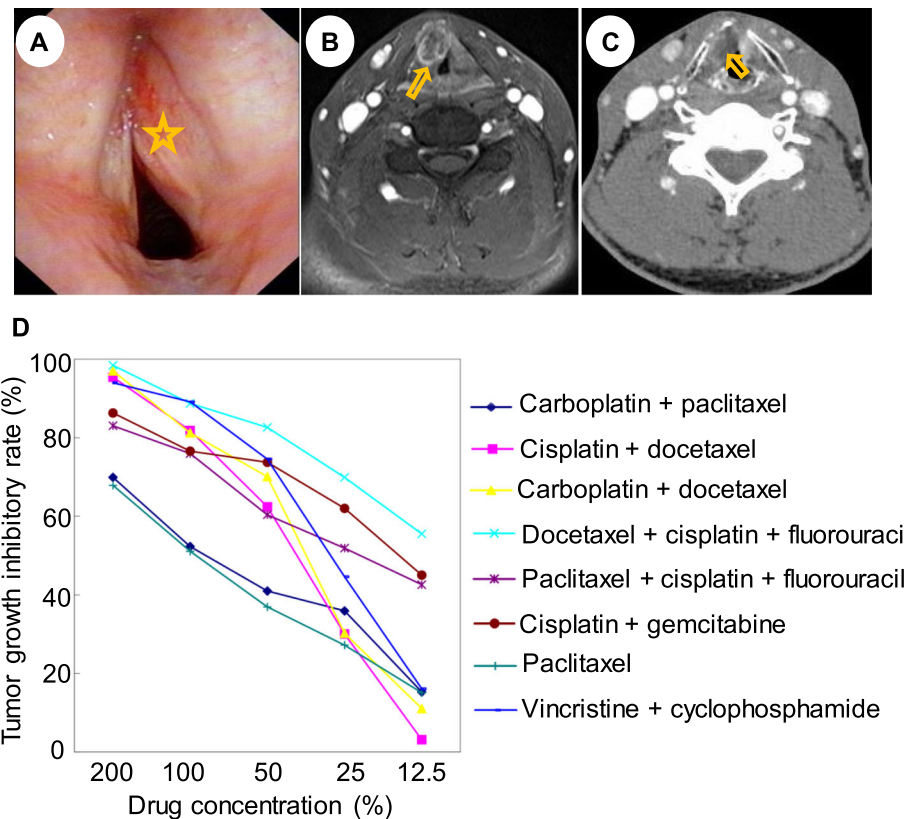 A
B
C
D
Tumor growth inhibitory rate (%)
100
80
60
40
20
0
200 100 50 25 12.5
Drug concentration (%)
Carboplatin + paclitaxel
Cisplatin + docetaxel
Carboplatin + docetaxel
Docetaxel + cisplatin + fluorouraci
Paclitaxel + cisplatin + fluorouracil
Cisplatin + gemcitabine
Paclitaxel
Vincristine + cyclophosphamide